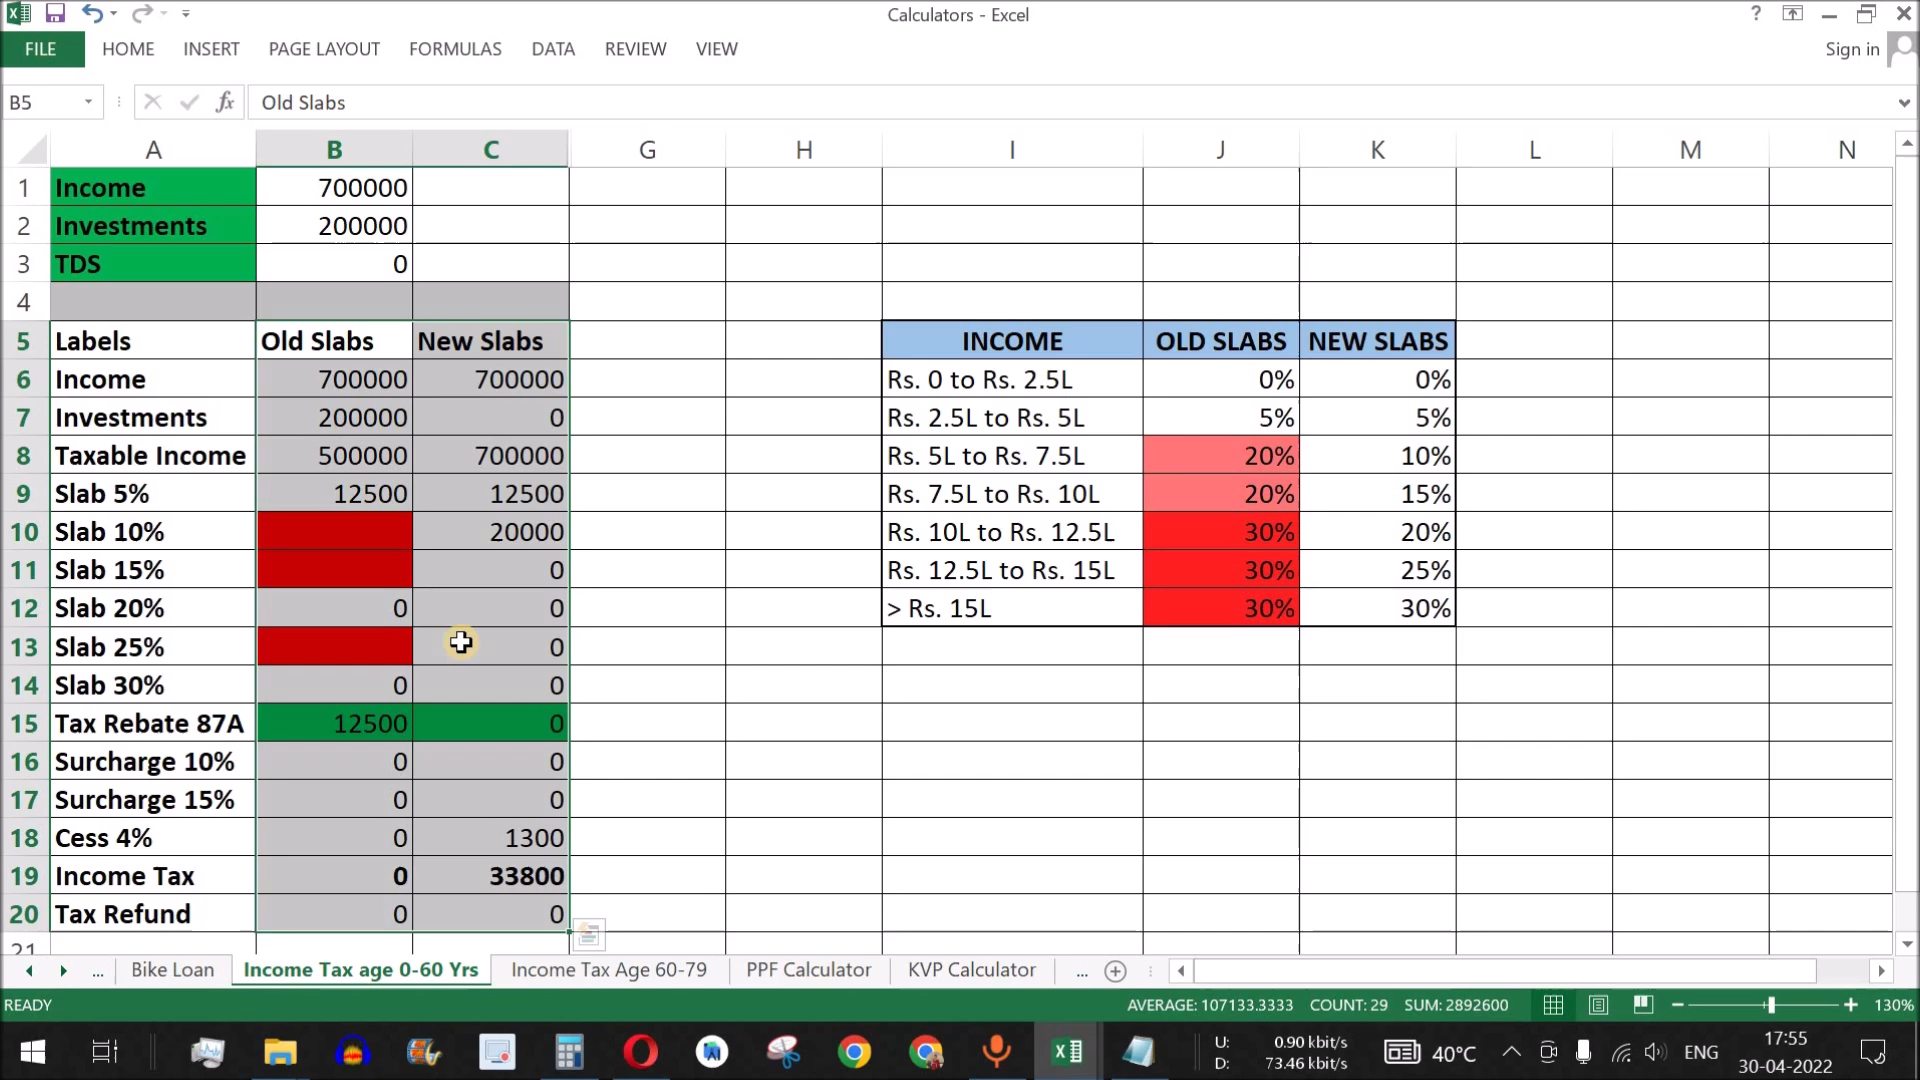 Calculators - Excel
FILE HOME INSERT PAGE LAYOUT FORMULAS DATA REVIEW VIEW Sign in
B5 fx Old Slabs
A B C G H I J K L M N
1 Income 700000
2 Investments 200000
3 TDS 0
4
5 Labels Old Slabs New Slabs INCOME OLD SLABS NEW SLABS
6 Income 700000 700000 Rs. 0 to Rs. 2.5L 0% 0%
7 Investments 200000 0 Rs. 2.5L to Rs. 5L 5% 5%
8 Taxable Income 500000 700000 Rs. 5L to Rs. 7.5L 20% 10%
9 Slab 5% 12500 12500 Rs. 7.5L to Rs. 10L 20% 15%
10 Slab 10% 20000 Rs. 10L to Rs. 12.5L 30% 20%
11 Slab 15% 0 Rs. 12.5L to Rs. 15L 30% 25%
12 Slab 20% 0 0 > Rs. 15L 30% 30%
13 Slab 25% 0
14 Slab 30% 0 0
15 Tax Rebate 87A 12500 0
16 Surcharge 10% 0 0
17 Surcharge 15% 0 0
18 Cess 4% 0 1300
19 Income Tax 0 33800
20 Tax Refund 0 0
21
... Bike Loan Income Tax age 0-60 Yrs Income Tax Age 60-79 PPF Calculator KVP Calculator ...
READY AVERAGE: 107133.3333 COUNT: 29 SUM: 2892600 130%
U: 0.90 kbit/s 17:55
D: 73.46 kbit/s 40°C ENG 30-04-2022